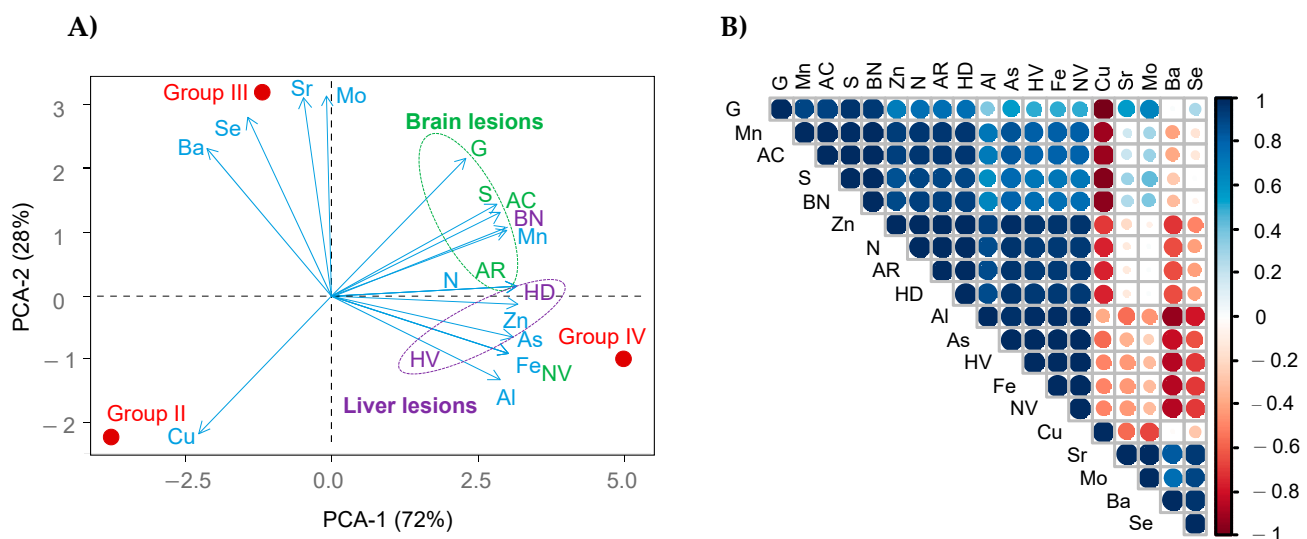 A)
B)
3
2
1
0
− 1
− 2
PCA-2 (28%)
−2.5
0.0
2.5
5.0
PCA-1 (72%)
Group III
Sr
Mo
Se
Ba
Brain lesions
G
S
AC
BN
Mn
N
AR
HD
Zn
As
Group IV
HV
Fe
NV
Al
Liver lesions
Group II
Cu
G Mn AC S BN Zn N AR HD Al As HV Fe NV Cu Sr Mo Ba Se
G
Mn
AC
S
BN
Zn
N
AR
HD
Al
As
HV
Fe
NV
Cu
Sr
Mo
Ba
Se
1
0.8
0.6
0.4
0.2
0
− 0.2
− 0.4
− 0.6
− 0.8
− 1